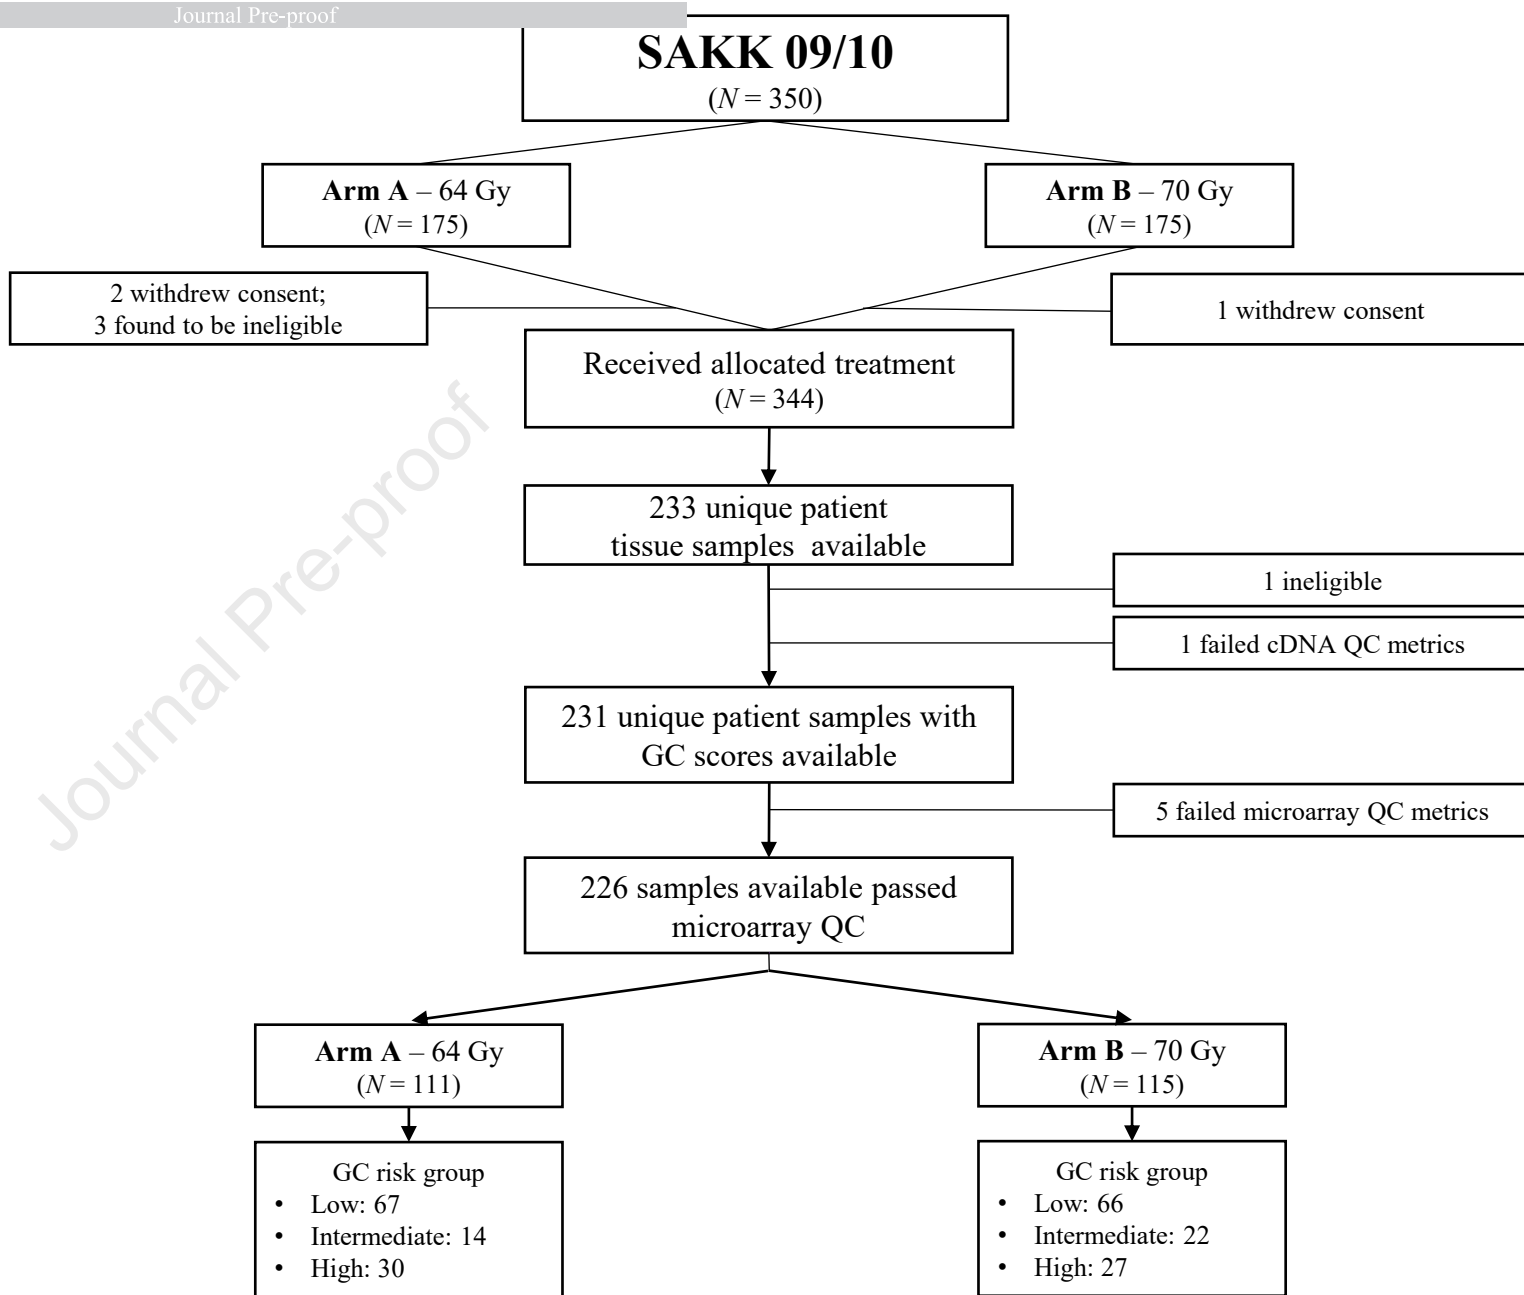 Journal Pre-proof
SAKK 09/10
(N = 350)
Arm A – 64 Gy
(N = 175)
Arm B – 70 Gy
(N = 175)
2 withdrew consent;
3 found to be ineligible
1 withdrew consent
Received allocated treatment
(N = 344)
233 unique patient
tissue samples available
1 ineligible
1 failed cDNA QC metrics
231 unique patient samples with
GC scores available
5 failed microarray QC metrics
226 samples available passed
microarray QC
Arm A – 64 Gy
(N = 111)
Arm B – 70 Gy
(N = 115)
GC risk group
• Low: 67
• Intermediate: 14
• High: 30
GC risk group
• Low: 66
• Intermediate: 22
• High: 27
Journal Pre-proof